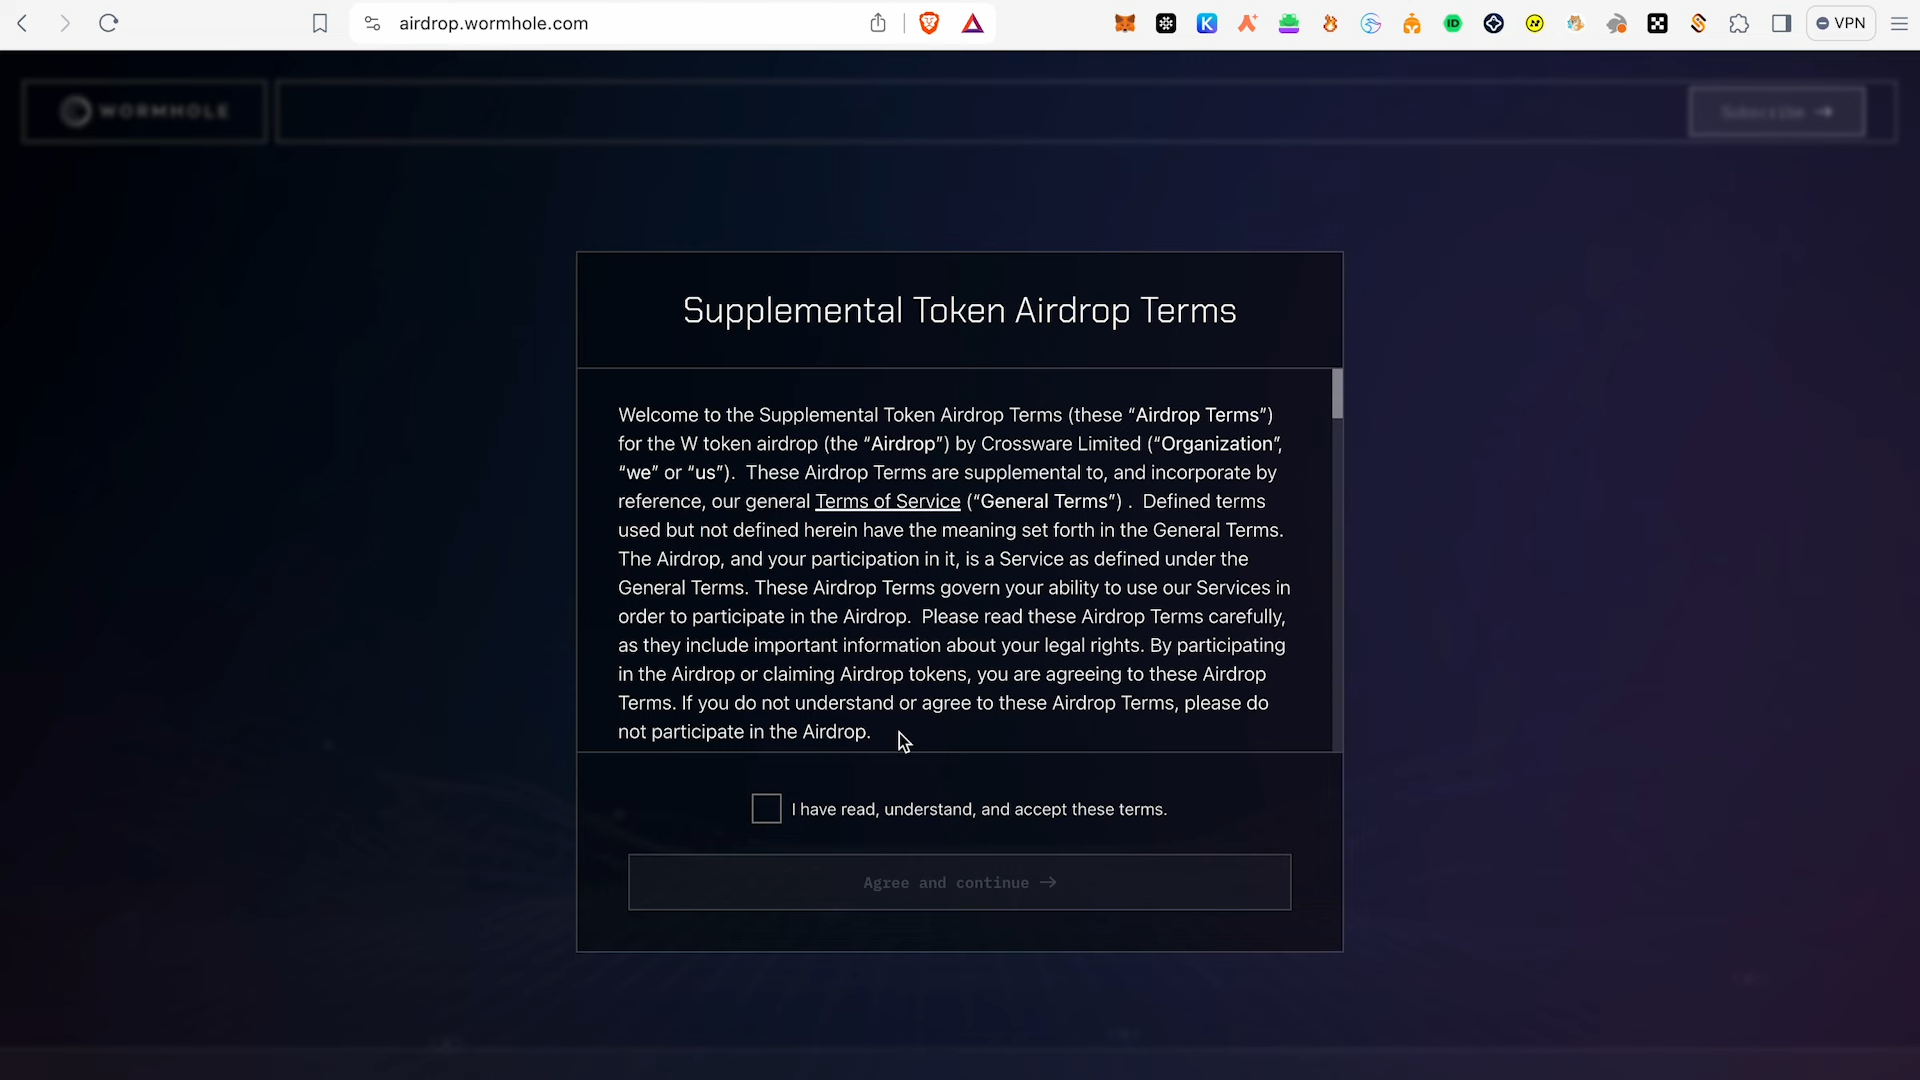 airdrop.wormhole.com
VPN
WORMHOLE
Subscribe →
Supplemental Token Airdrop Terms
Welcome to the Supplemental Token Airdrop Terms (these “Airdrop Terms”)
for the W token airdrop (the “Airdrop”) by Crossware Limited (“Organization”,
“we” or “us”).  These Airdrop Terms are supplemental to, and incorporate by
reference, our general Terms of Service (“General Terms”) .  Defined terms
used but not defined herein have the meaning set forth in the General Terms.
The Airdrop, and your participation in it, is a Service as defined under the
General Terms. These Airdrop Terms govern your ability to use our Services in
order to participate in the Airdrop.  Please read these Airdrop Terms carefully,
as they include important information about your legal rights. By participating
in the Airdrop or claiming Airdrop tokens, you are agreeing to these Airdrop
Terms. If you do not understand or agree to these Airdrop Terms, please do
not participate in the Airdrop.
I have read, understand, and accept these terms.
Agree and continue →